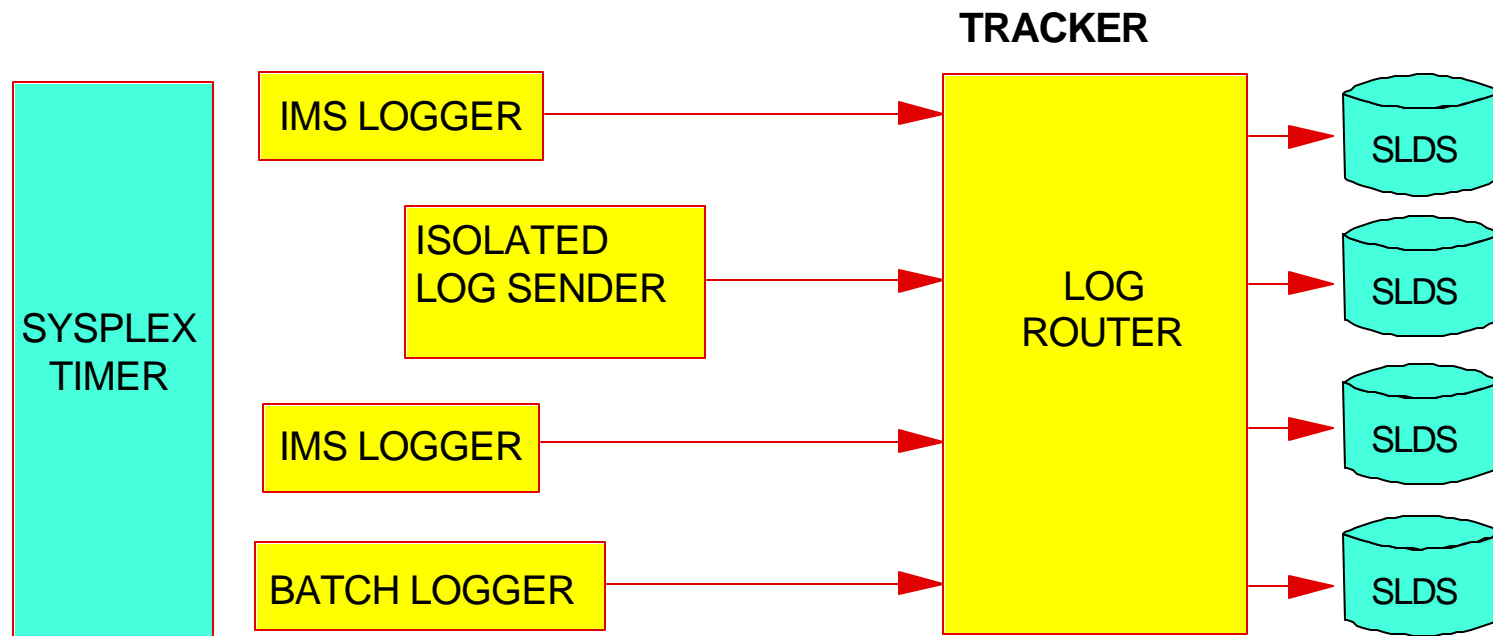 TRACKER
SYSPLEX
TIMER
IMS LOGGER
ISOLATED
LOG SENDER
IMS LOGGER
BATCH LOGGER
LOG
ROUTER
SLDS
SLDS
SLDS
SLDS